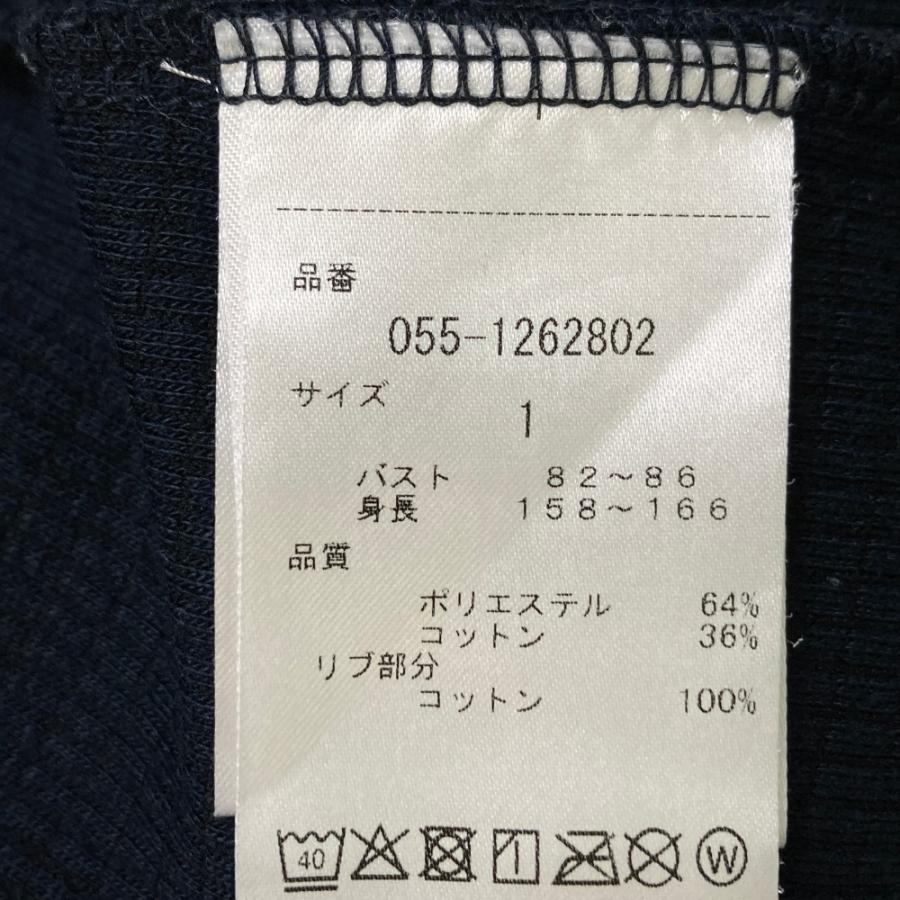 品番
055-1262802
サイズ
1
バスト 82～86
身長 158～166
品質
ポリエステル 64%
コットン 36%
リブ部分
コットン 100%
40 W